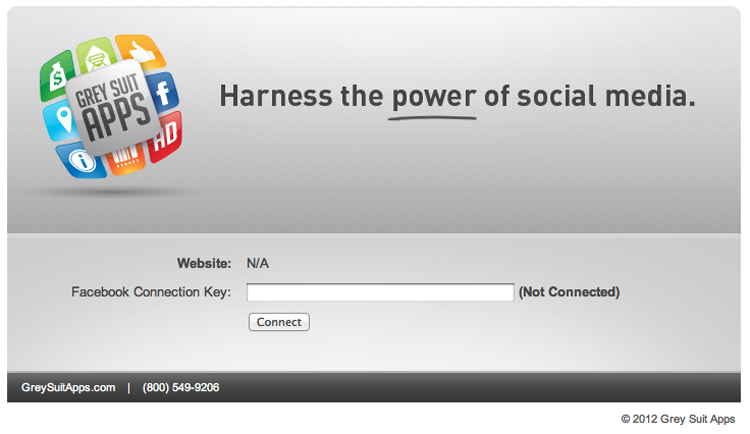 GREY SUIT
APPS
AD
Harness the power of social media.
Website: N/A
Facebook Connection Key: (Not Connected)
Connect
GreySuitApps.com | (800) 549-9206
© 2012 Grey Suit Apps